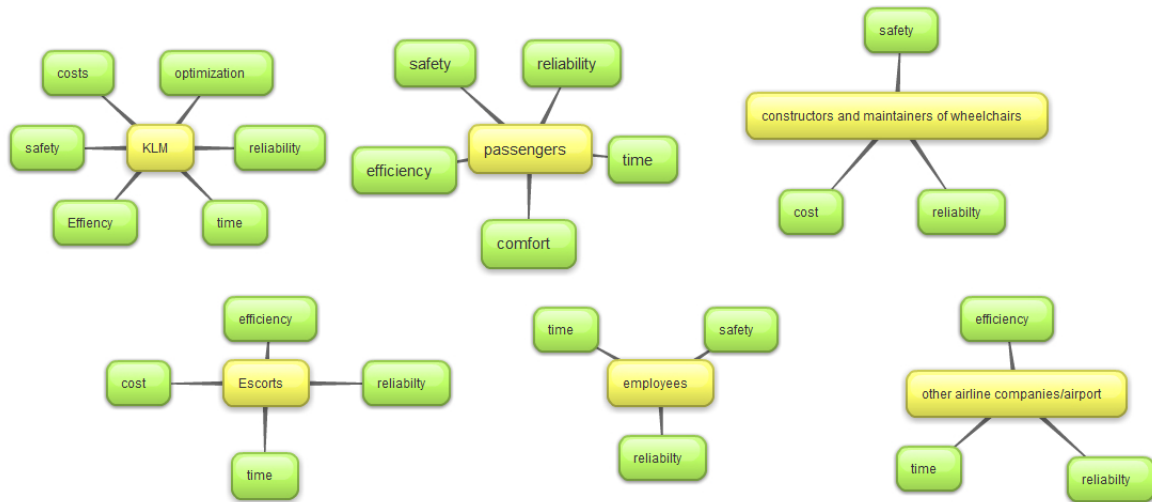 costs
optimization
safety
KLM
reliability
Effiency
time
safety
reliability
passengers
efficiency
time
comfort
safety
constructors and maintainers of wheelchairs
cost
reliabilty
efficiency
cost
Escorts
reliabilty
time
time
safety
employees
reliabilty
efficiency
other airline companies/airport
time
reliabilty